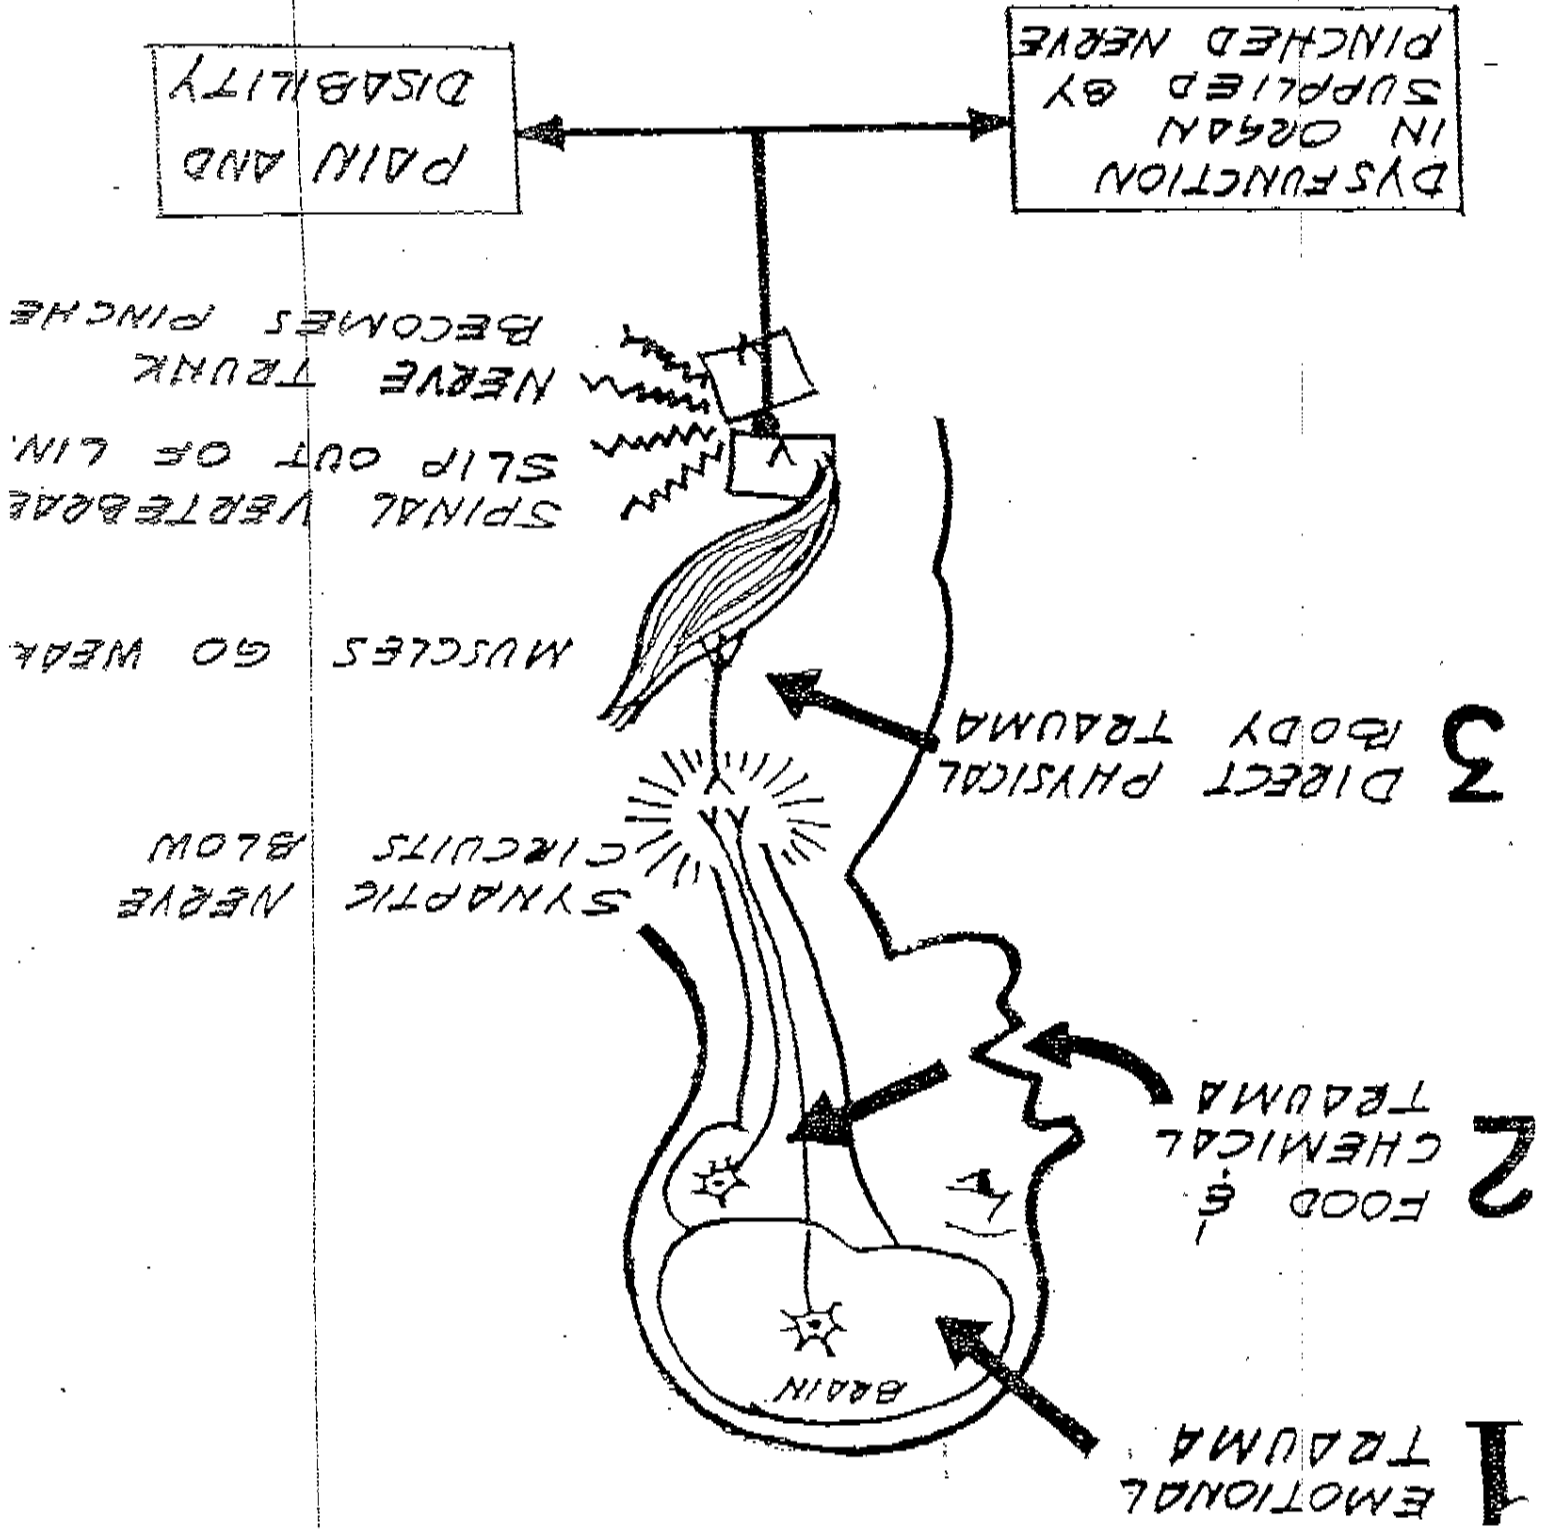 1
EMOTIONAL
TRAUMA
BRAIN
2
FOOD &
CHEMICAL
TRAUMA
SYNAPTIC NERVE
CIRCUITS BLOW
3
DIRECT PHYSICAL
BODY TRAUMA
MUSCLES GO WEAK
SPINAL VERTEBRAE
SLIP OUT OF LIN
NERVE TRUNK
BECOMES PINCHE
DYSFUNCTION
IN ORGAN
SUPPLIED BY
PINCHED NERVE
PAIN AND
DISABILITY